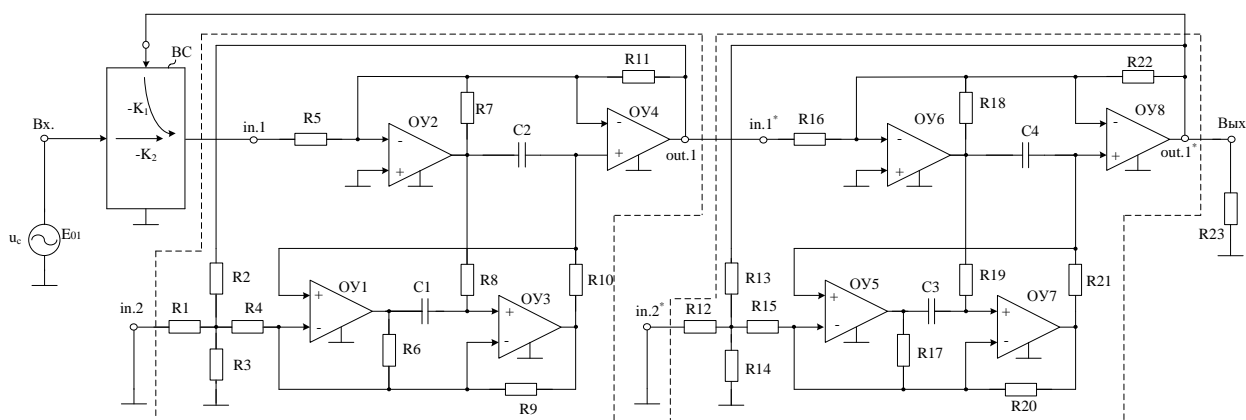 BC
-K1
-K2
Вх.
uc
E01
in.1
R5
ОУ2
R7
C2
R11
ОУ4
out.1
in.1*
R16
ОУ6
R18
C4
R22
ОУ8
Вых
out.1*
R23
in.2
R1
R2
R3
R4
ОУ1
C1
R6
R8
ОУ3
R10
R9
in.2*
R12
R13
R14
R15
ОУ5
C3
R17
R19
ОУ7
R21
R20